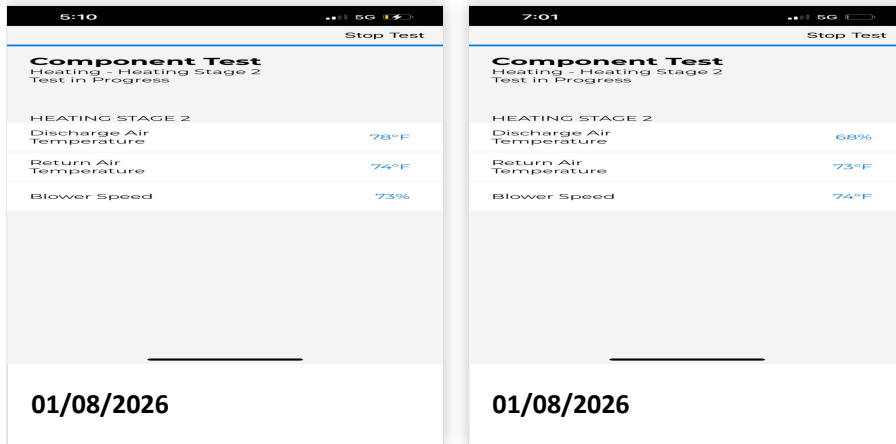 5:10
5G
Stop Test
Component Test
Heating - Heating Stage 2
Test in Progress
HEATING STAGE 2
Discharge Air
Temperature
78°F
Return Air
Temperature
74°F
Blower Speed
73%
01/08/2026
7:01
5G
Stop Test
Component Test
Heating - Heating Stage 2
Test in Progress
HEATING STAGE 2
Discharge Air
Temperature
68%
Return Air
Temperature
73°F
Blower Speed
74°F
01/08/2026